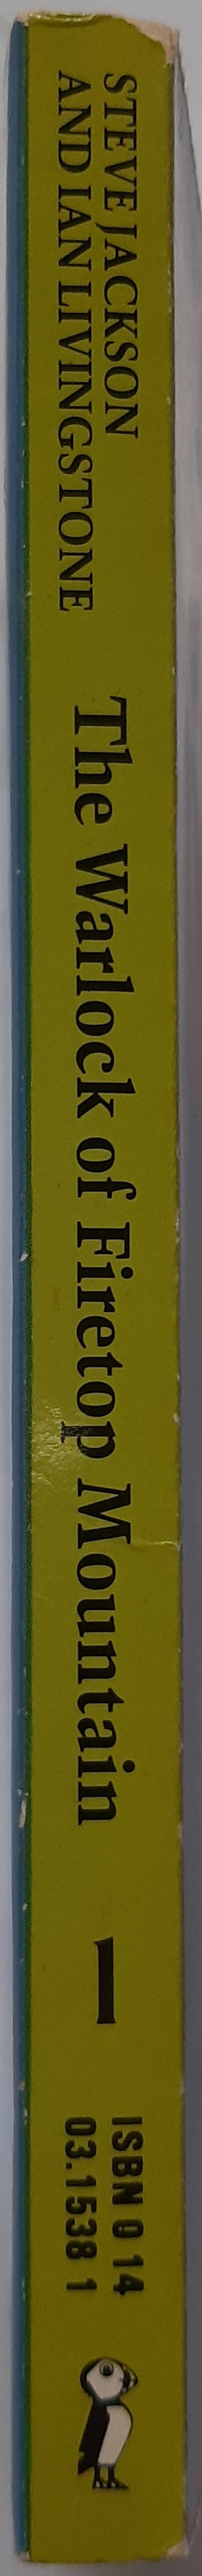 STEVE JACKSON
AND IAN LIVINGSTONE
The Warlock of Firetop Mountain
1
ISBN 0 14
03.1538 1